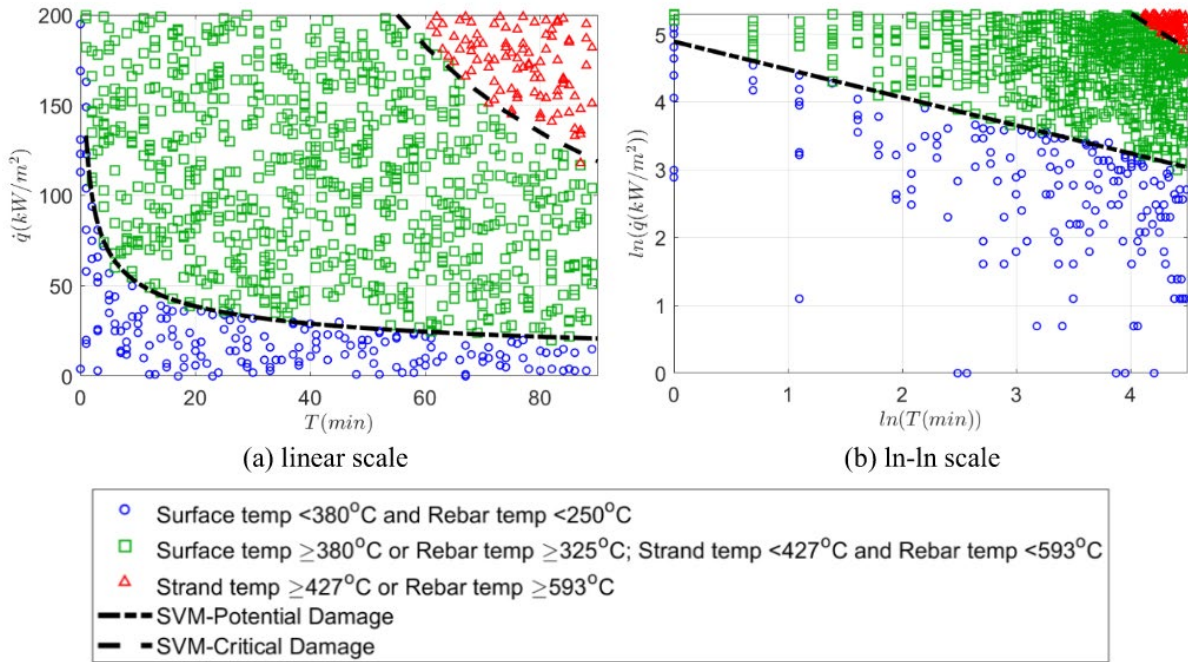 200
150
100
50
0
q̇(kW/m²)
0
20
40
60
80
T(min)
(a) linear scale
5
4
3
2
1
0
ln(q̇(kW/m²))
0
1
2
3
4
ln(T(min))
(b) ln-ln scale
Surface temp <380°C and Rebar temp <250°C
Surface temp ≥380°C or Rebar temp ≥325°C; Strand temp <427°C and Rebar temp <593°C
Strand temp ≥427°C or Rebar temp ≥593°C
SVM-Potential Damage
SVM-Critical Damage